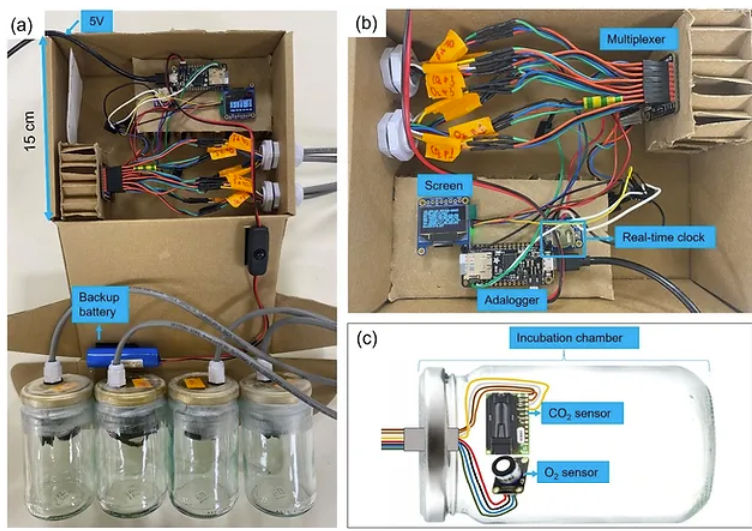 (a)
5V
15 cm
Backup
battery
(b)
Multiplexer
Screen
Real-time clock
Adalogger
(c)
Incubation chamber
CO₂ sensor
O₂ sensor